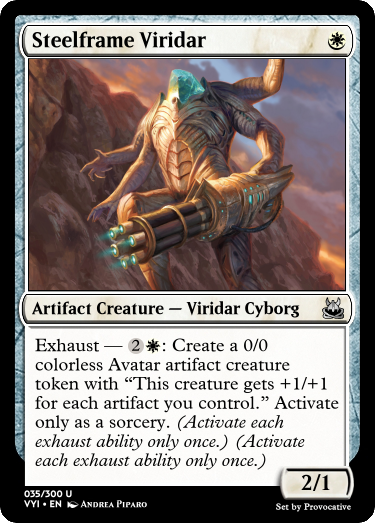 Steelframe Viridar
Artifact Creature — Viridar Cyborg
Exhaust — 2: Create a 0/0
colorless Avatar artifact creature
token with “This creature gets +1/+1
for each artifact you control.” Activate
only as a sorcery. (Activate each
exhaust ability only once.) (Activate
each exhaust ability only once.)
2/1
035/300 U
VYI • EN Andrea Piparo
Set by Provocative